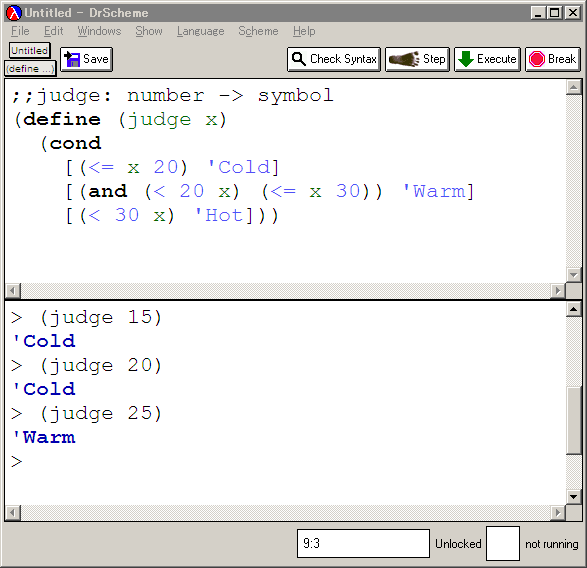 Untitled - DrScheme
File Edit Windows Show Language Scheme Help
Untitled
(define ...)
Save
Check Syntax
Step
Execute
Break
;;judge: number -> symbol
(define (judge x)
  (cond
    [(<= x 20) 'Cold]
    [(and (< 20 x) (<= x 30)) 'Warm]
    [(< 30 x) 'Hot]))
> (judge 15)
'Cold
> (judge 20)
'Cold
> (judge 25)
'Warm
>
9:3 Unlocked not running